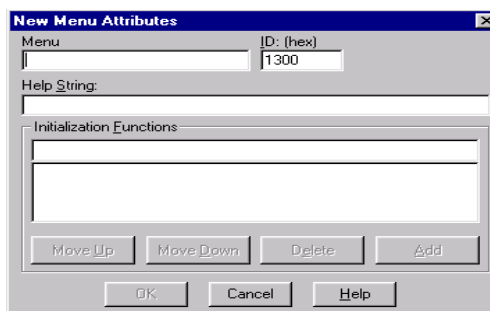 New Menu Attributes
Menu ID: (hex)
1300
Help String:
Initialization Functions
Move Up Move Down Delete Add
OK Cancel Help